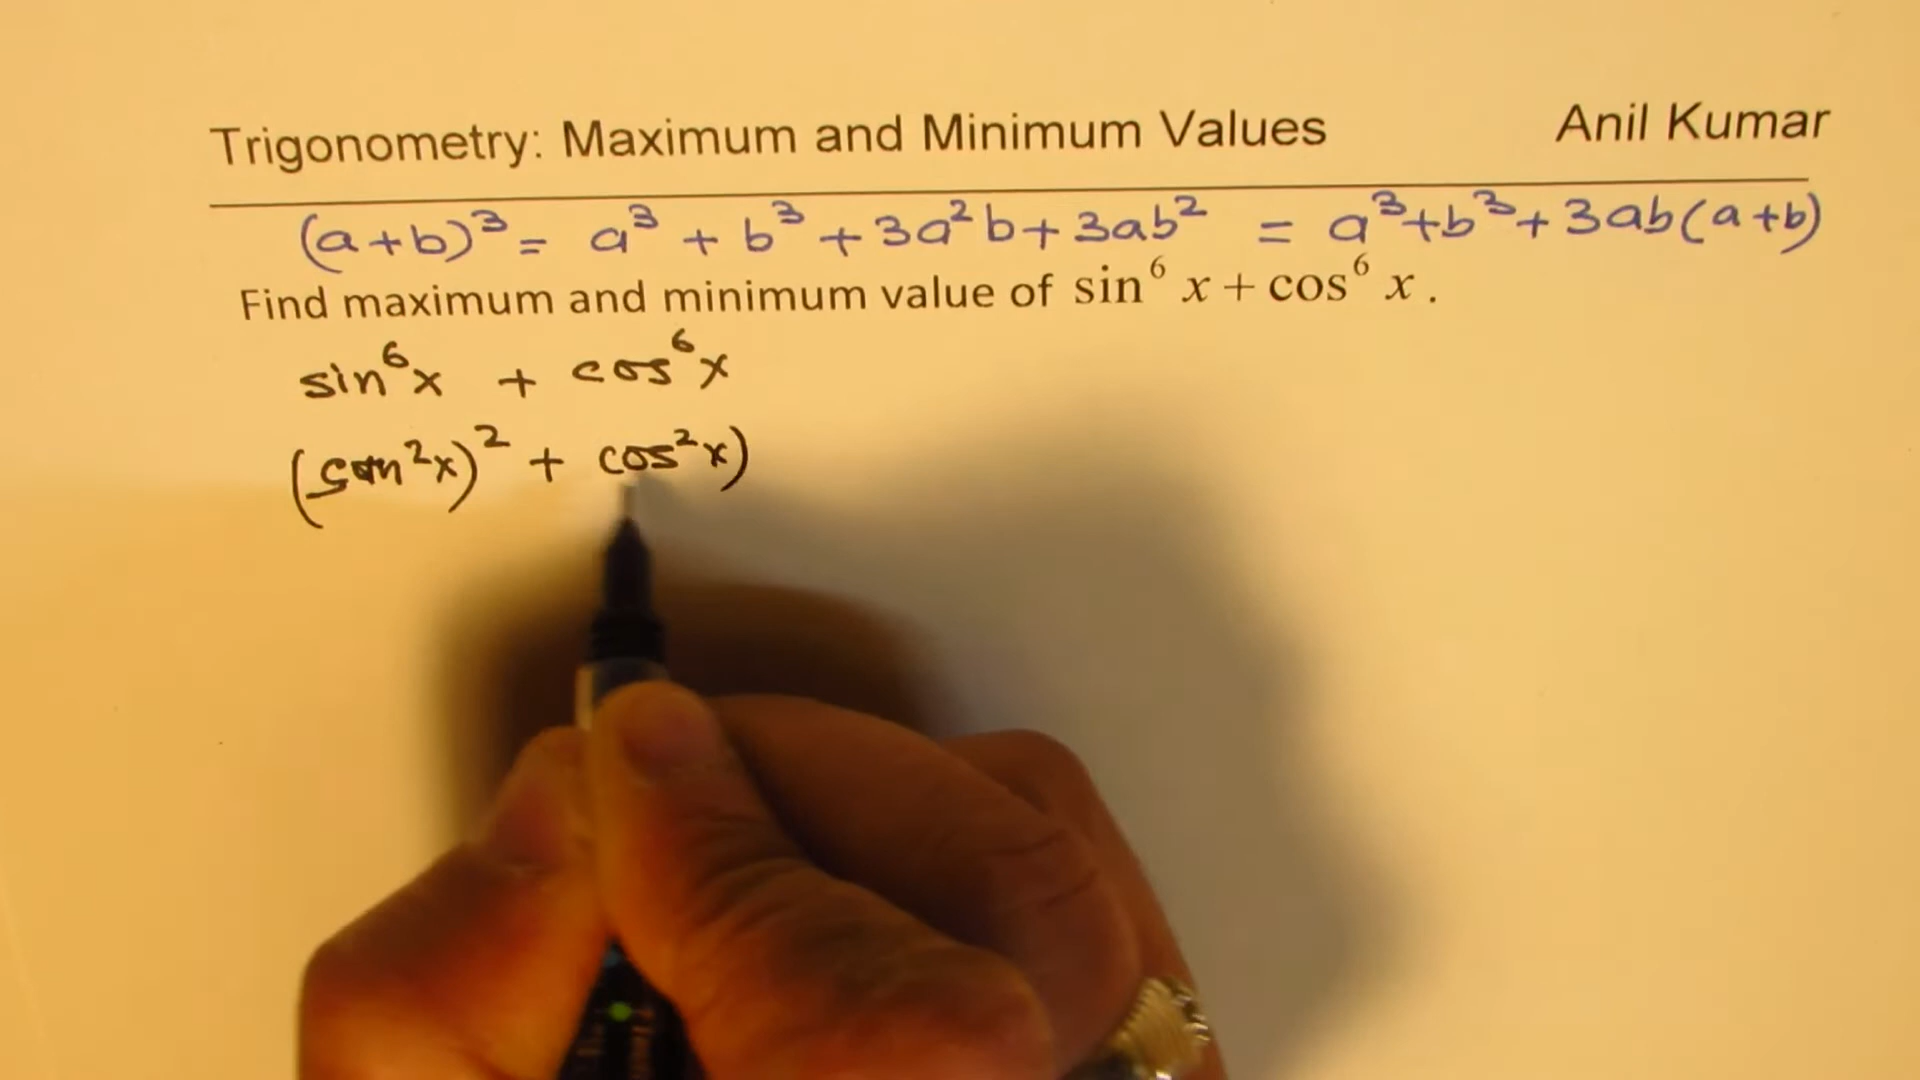 Trigonometry: Maximum and Minimum Values Anil Kumar
(a+b)³ = a³ + b³ + 3a²b + 3ab² = a³+b³+3ab(a+b)
Find maximum and minimum value of sin⁶ x + cos⁶ x .
sin⁶x + cos⁶x
(sin²x)² + cos²x)